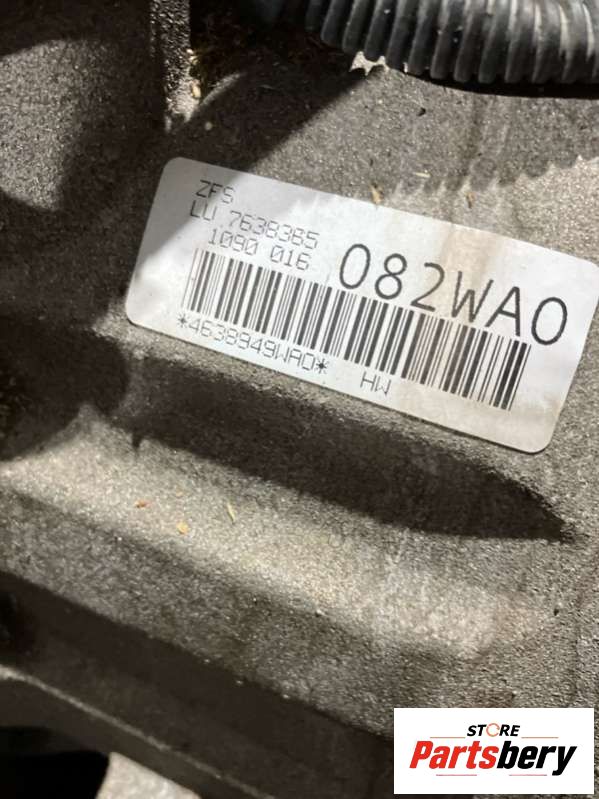 ZFS
LU 7638365
1090 016
082WA0
*4638949WA0*
HW
STORE
Partsbery